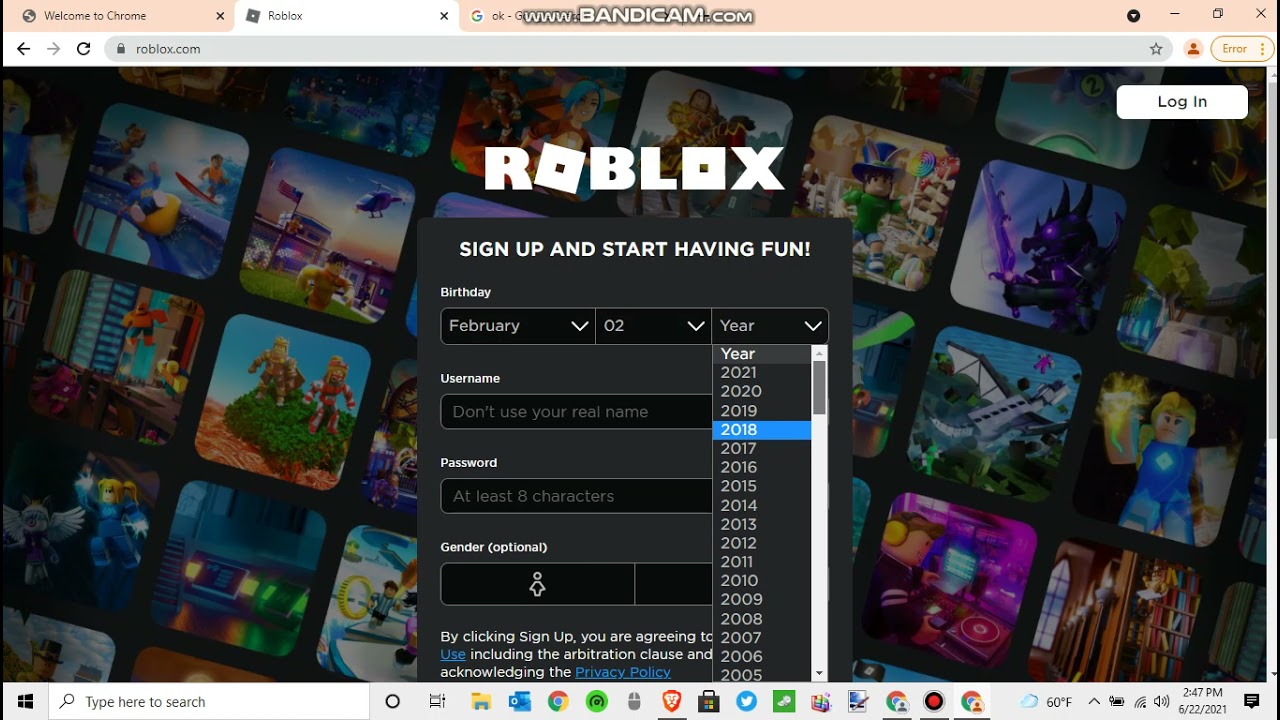 Welcome to Chrome
Roblox
ok - G
WWW.BANDICAM.COM
roblox.com
Error
Log In
ROBLOX
SIGN UP AND START HAVING FUN!
Birthday
February
02
Year
Year
2021
2020
2019
2018
2017
2016
2015
2014
2013
2012
2011
2010
2009
2008
2007
2006
2005
Username
Don't use your real name
Password
At least 8 characters
Gender (optional)
By clicking Sign Up, you are agreeing to
Use including the arbitration clause and
acknowledging the Privacy Policy
Type here to search
60°F
2:47 PM
6/22/2021